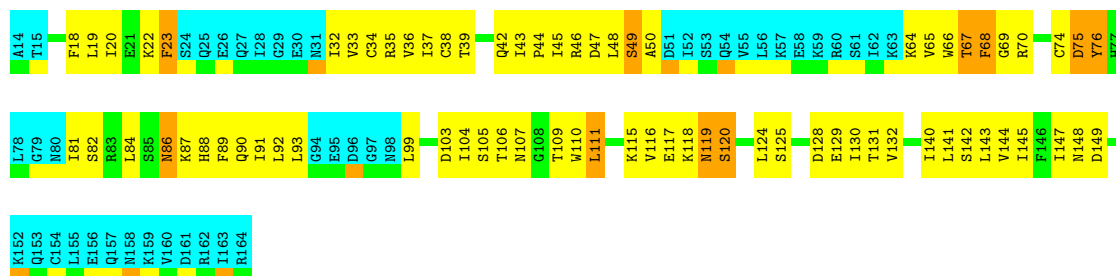 A14 T15 F18 L19 I20 E21 K22 F23 S24 Q25 E26 Q27 I28 G29 E30 N31 I32 V33 C34 R35 V36 I37 C38 T39 Q42 I43 P44 I45 R46 D47 L48 S49 A50 D51 I52 S53 Q54 V55 L56 K57 E58 K59 R60 S61 I62 K63 K64 V65 W66 T67 F68 G69 R70 C74 D75 Y76 H77
L78 G79 N80 I81 S82 R83 L84 S85 N86 K87 H88 F89 Q90 I91 L92 L93 G94 E95 D96 G97 N98 L99 D103 I104 S105 T106 N107 G108 T109 W110 L111 K115 V116 E117 K118 N119 S120 L124 S125 D128 E129 I130 T131 V132 I140 L141 S142 L143 V144 I145 F146 I147 N148 D149
K152 Q153 C154 L155 E156 Q157 N158 K159 V160 D161 R162 I163 R164